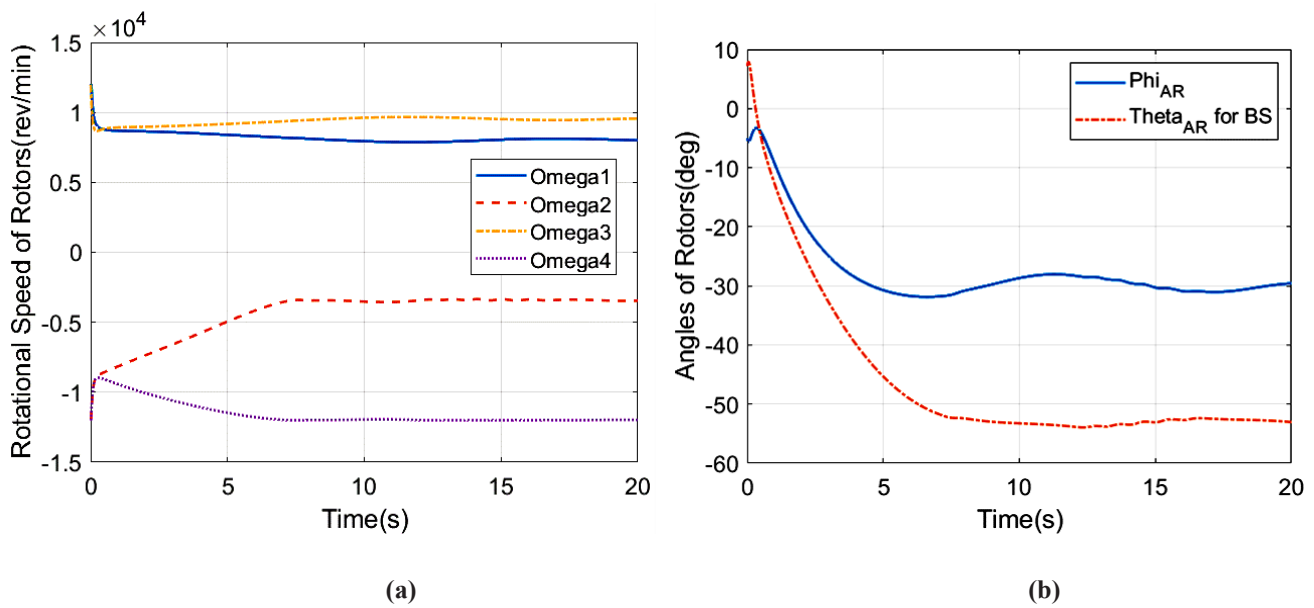 ×10⁴
1.5
1
0.5
0
-0.5
-1
-1.5
0
5
10
15
20
Rotational Speed of Rotors(rev/min)
Time(s)
Omega1
Omega2
Omega3
Omega4
(a)
10
0
-10
-20
-30
-40
-50
-60
0
5
10
15
20
Angles of Rotors(deg)
Time(s)
Phi_AR
Theta_AR for BS
(b)